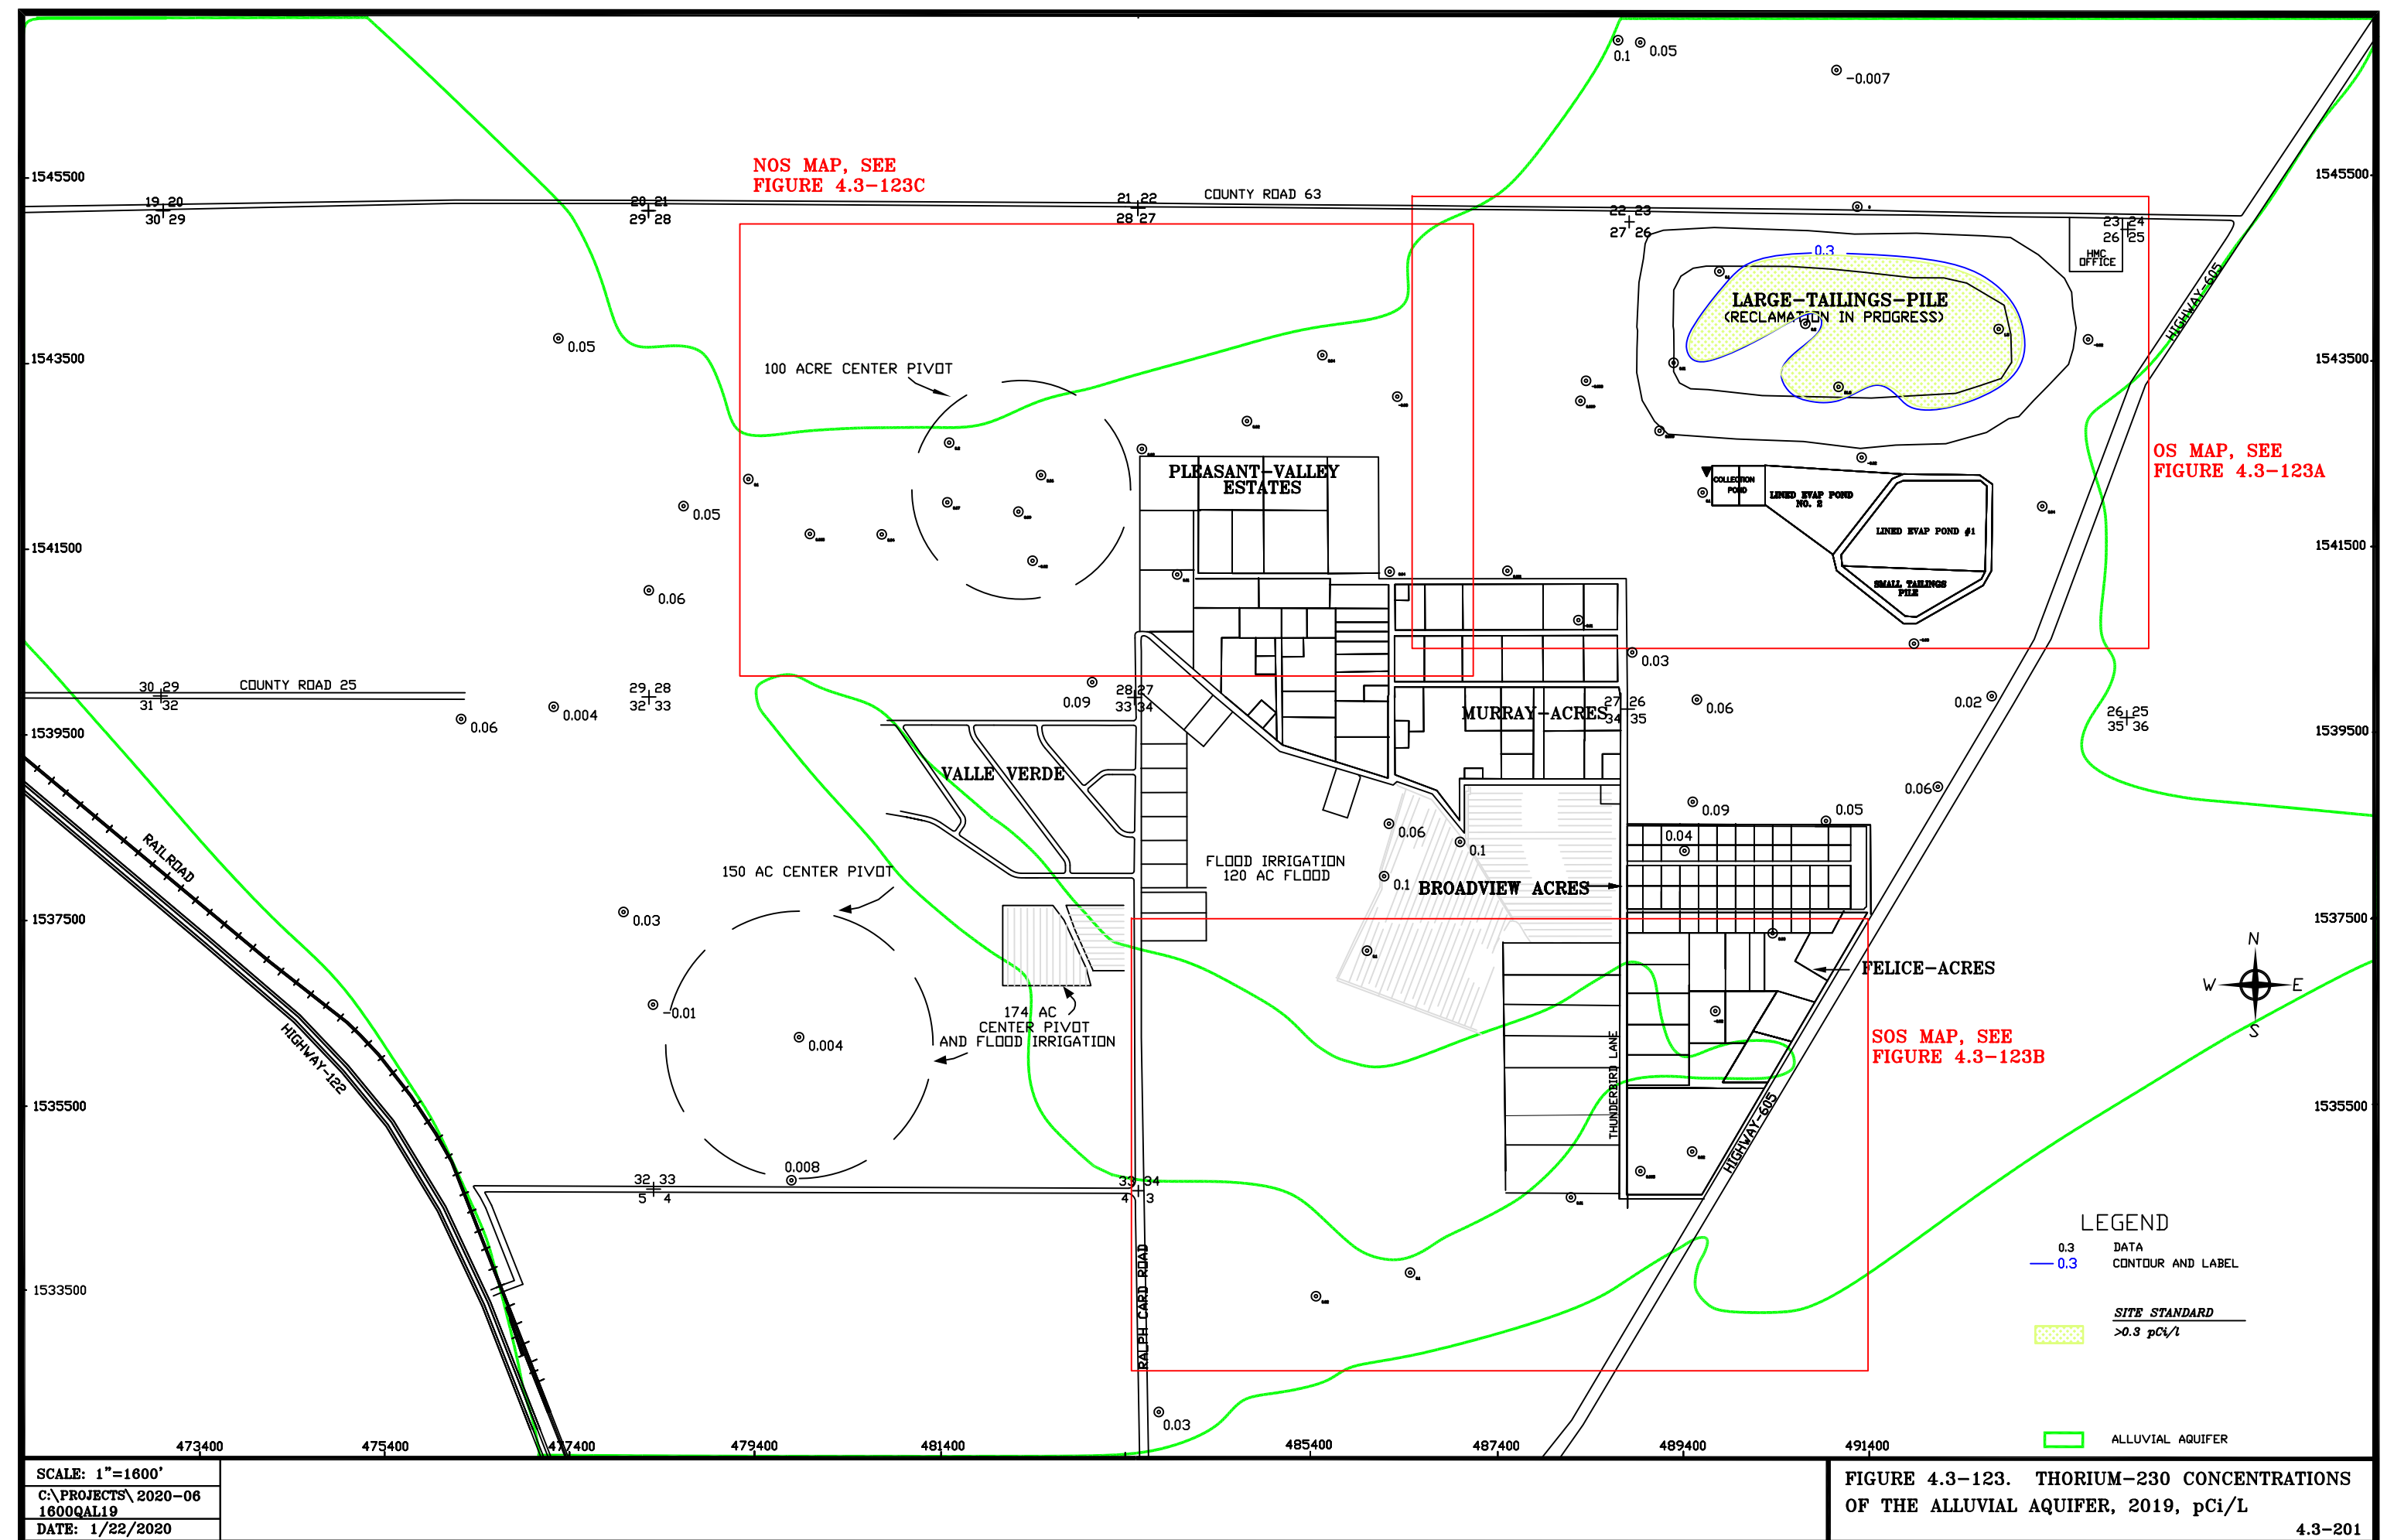 0.1
0.05
-0.007
NOS MAP, SEE
FIGURE 4.3-123C
1545500
1545500
19 20
30 29
20 21
29 28
21 22
28 27
COUNTY ROAD 63
22 23
27 26
23 24
26 25
HMC
OFFICE
0.3
LARGE-TAILINGS-PILE
(RECLAMATION IN PROGRESS)
HIGHWAY-605
0.05
1543500
1543500
100 ACRE CENTER PIVOT
PLEASANT-VALLEY
ESTATES
OS MAP, SEE
FIGURE 4.3-123A
COLLECTION
POND
LINED EVAP POND
NO. 2
LINED EVAP POND #1
SMALL TAILINGS
PILE
0.05
1541500
1541500
0.06
0.03
30 29
31 32
COUNTY ROAD 25
29 28
32 33
0.09
28 27
33 34
MURRAY-ACRES
27 26
34 35
0.06
0.02
26 25
35 36
0.06
0.004
1539500
1539500
VALLE VERDE
0.06
0.09
0.05
0.04
0.06
0.1
RAILROAD
150 AC CENTER PIVOT
FLOOD IRRIGATION
120 AC FLOOD
0.1
BROADVIEW ACRES
1537500
1537500
0.03
N
W
E
S
FELICE-ACRES
-0.01
174 AC
CENTER PIVOT
AND FLOOD IRRIGATION
0.004
HIGHWAY-122
THUNDERBIRD LANE
SOS MAP, SEE
FIGURE 4.3-123B
1535500
1535500
HIGHWAY-605
0.008
32 33
5 4
33 34
4 3
RALPH CARD ROAD
1533500
LEGEND
0.3 DATA
0.3 CONTOUR AND LABEL
SITE STANDARD
>0.3 pCi/l
ALLUVIAL AQUIFER
0.03
473400
475400
477400
479400
481400
485400
487400
489400
491400
SCALE: 1"=1600'
C:\PROJECTS\2020-06
1600QAL19
DATE: 1/22/2020
FIGURE 4.3-123. THORIUM-230 CONCENTRATIONS
OF THE ALLUVIAL AQUIFER, 2019, pCi/L
4.3-201